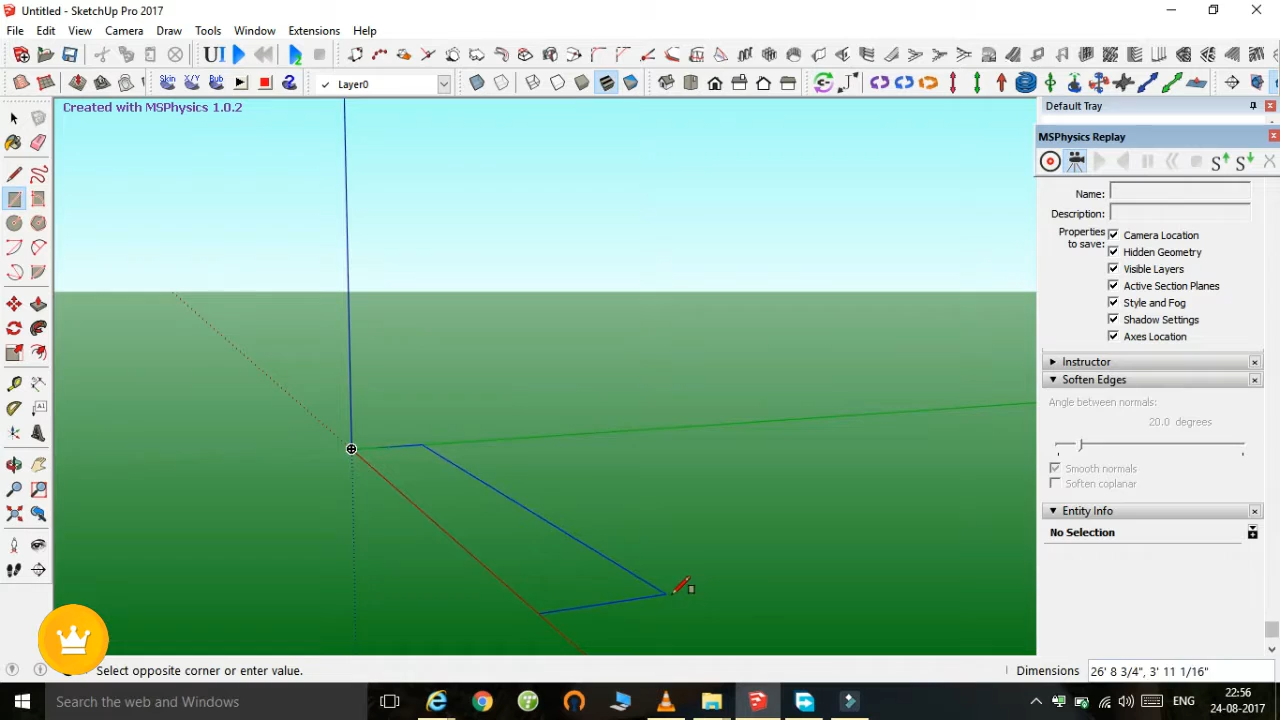 Untitled - SketchUp Pro 2017
File Edit View Camera Draw Tools Window Extensions Help
UI
Skin X/Y Bub Layer0
Created with MSPhysics 1.0.2
Default Tray
MSPhysics Replay
S S
Name:
Description:
Properties to save:
Camera Location
Hidden Geometry
Visible Layers
Active Section Planes
Style and Fog
Shadow Settings
Axes Location
Instructor
Soften Edges
Angle between normals:
20.0 degrees
Smooth normals
Soften coplanar
Entity Info
No Selection
A1
Select opposite corner or enter value.
Dimensions 26' 8 3/4", 3' 11 1/16"
Search the web and Windows
ENG
22:56
24-08-2017